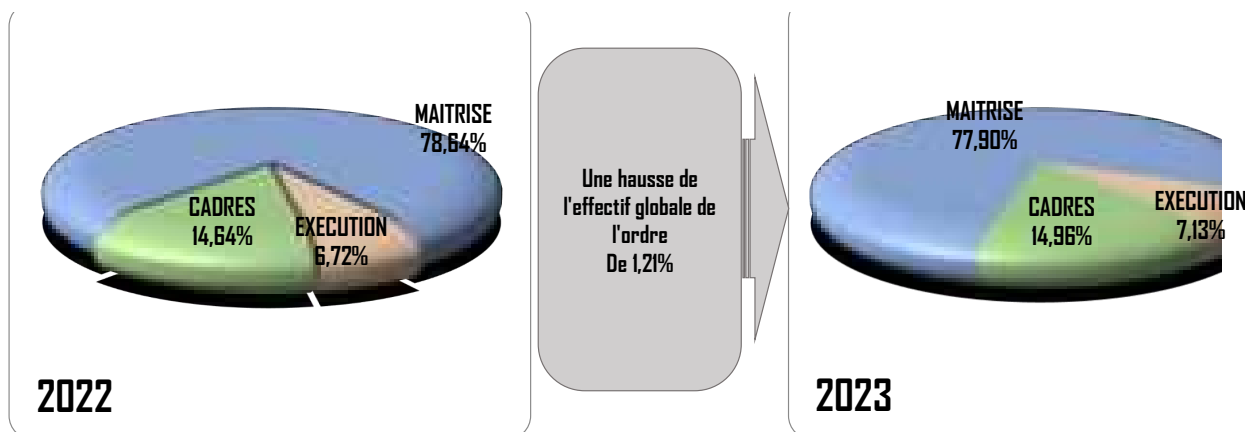 MAITRISE
78,64%
CADRES
14,64%
EXECUTION
6,72%
2022
Une hausse de
l'effectif globale de
l'ordre
De 1,21%
MAITRISE
77,90%
CADRES
14,96%
EXECUTION
7,13%
2023